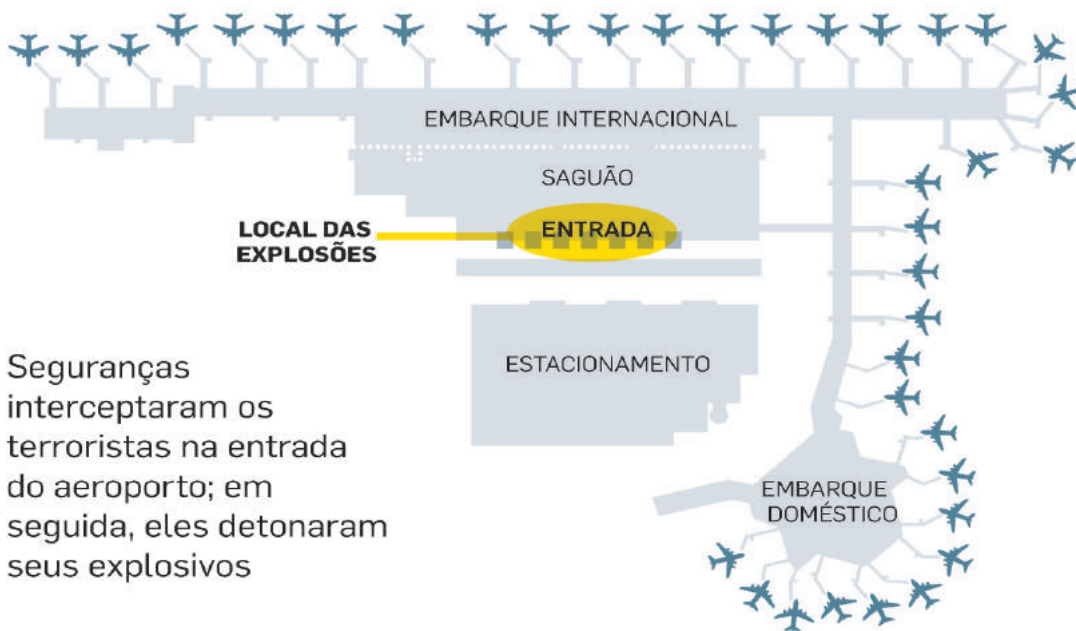 EMBARQUE INTERNACIONAL
SAGUÃO
LOCAL DAS
EXPLOSÕES
ENTRADA
ESTACIONAMENTO
Seguranças
interceptaram os
terroristas na entrada
do aeroporto; em
seguida, eles detonaram
seus explosivos
EMBARQUE
DOMÉSTICO